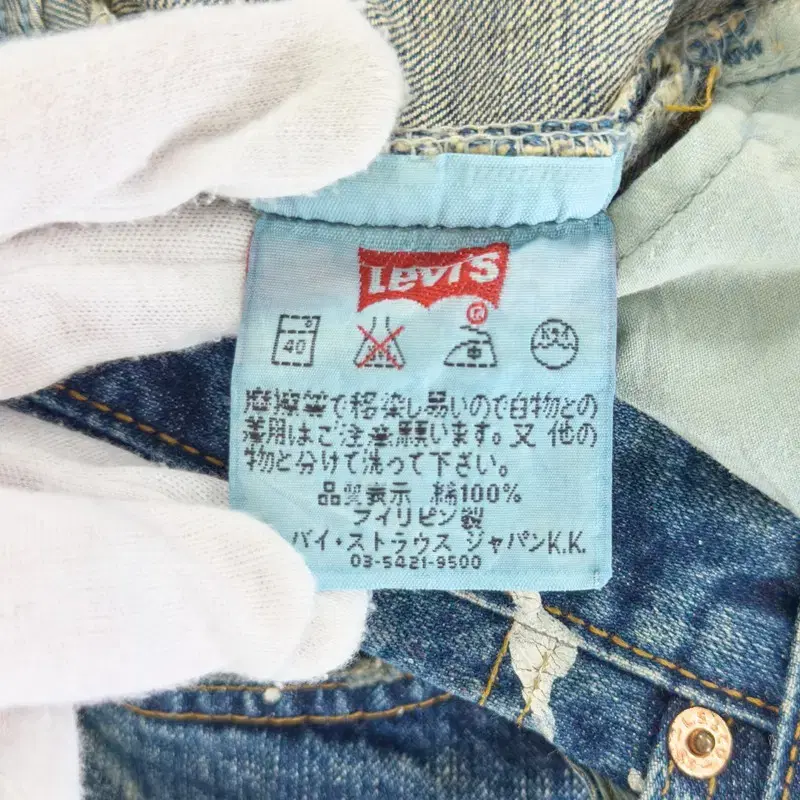 Levi's
®
40
摩擦等で移染し易いので白物との
着用はご注意願います。又 他の
物と分けて洗って下さい。
品質表示 綿100%
フィリピン製
バイ・ストラウス ジャパンK.K.
03-5421-9500